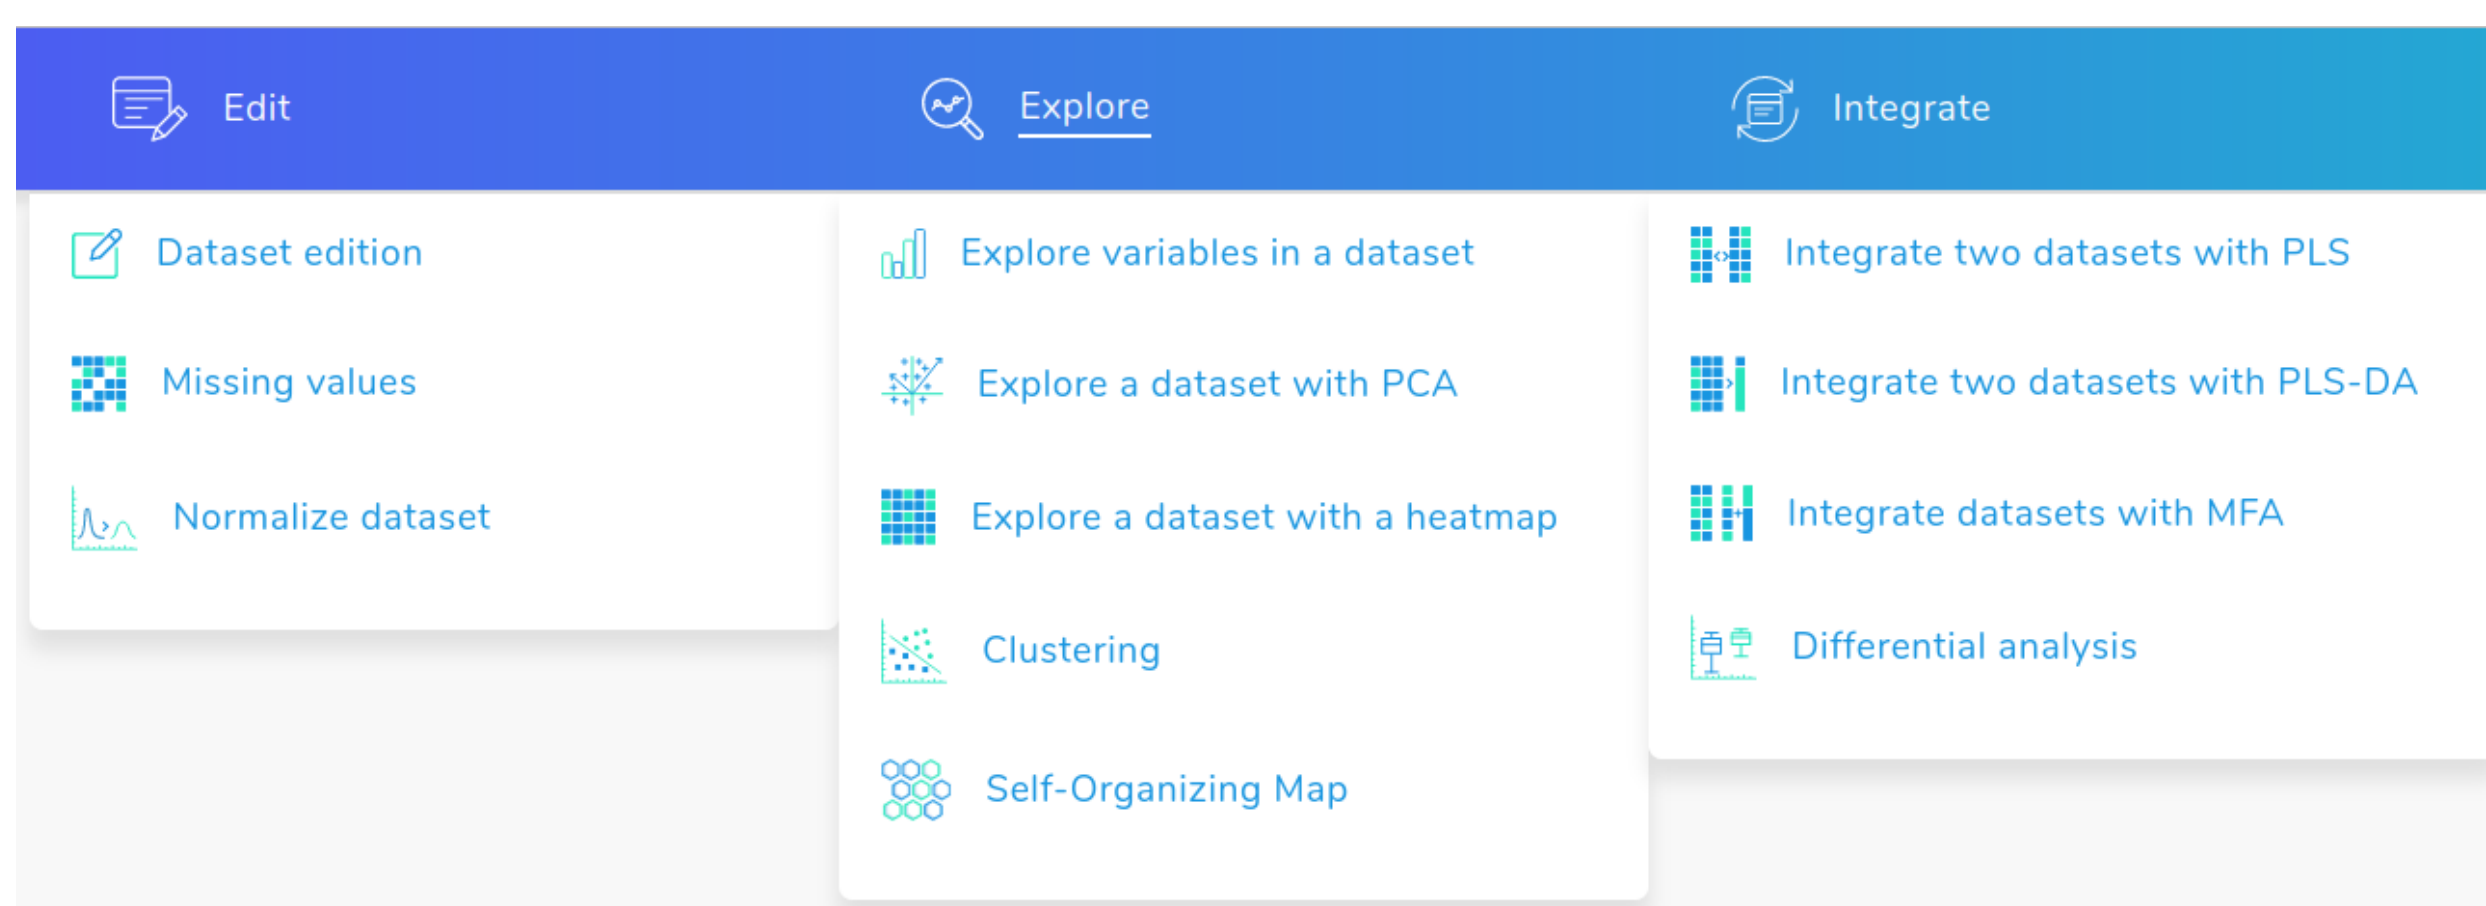 Edit
Dataset edition
Missing values
Normalize dataset
Explore
Explore variables in a dataset
Explore a dataset with PCA
Explore a dataset with a heatmap
Clustering
Self-Organizing Map
Integrate
Integrate two datasets with PLS
Integrate two datasets with PLS-DA
Integrate datasets with MFA
Differential analysis